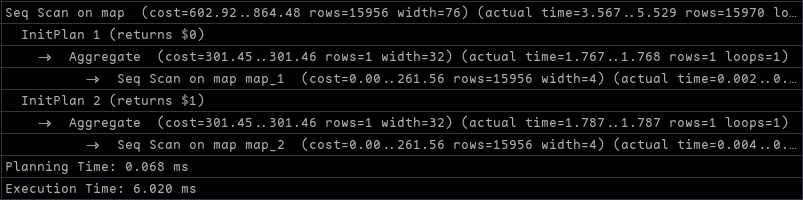 Seq Scan on map (cost=602.92..864.48 rows=15956 width=76) (actual time=3.567..5.529 rows=15970 lo…
InitPlan 1 (returns $0)
→ Aggregate (cost=301.45..301.46 rows=1 width=32) (actual time=1.767..1.768 rows=1 loops=1)
→ Seq Scan on map map_1 (cost=0.00..261.56 rows=15956 width=4) (actual time=0.002..0.…
InitPlan 2 (returns $1)
→ Aggregate (cost=301.45..301.46 rows=1 width=32) (actual time=1.787..1.787 rows=1 loops=1)
→ Seq Scan on map map_2 (cost=0.00..261.56 rows=15956 width=4) (actual time=0.004..0.…
Planning Time: 0.068 ms
Execution Time: 6.020 ms